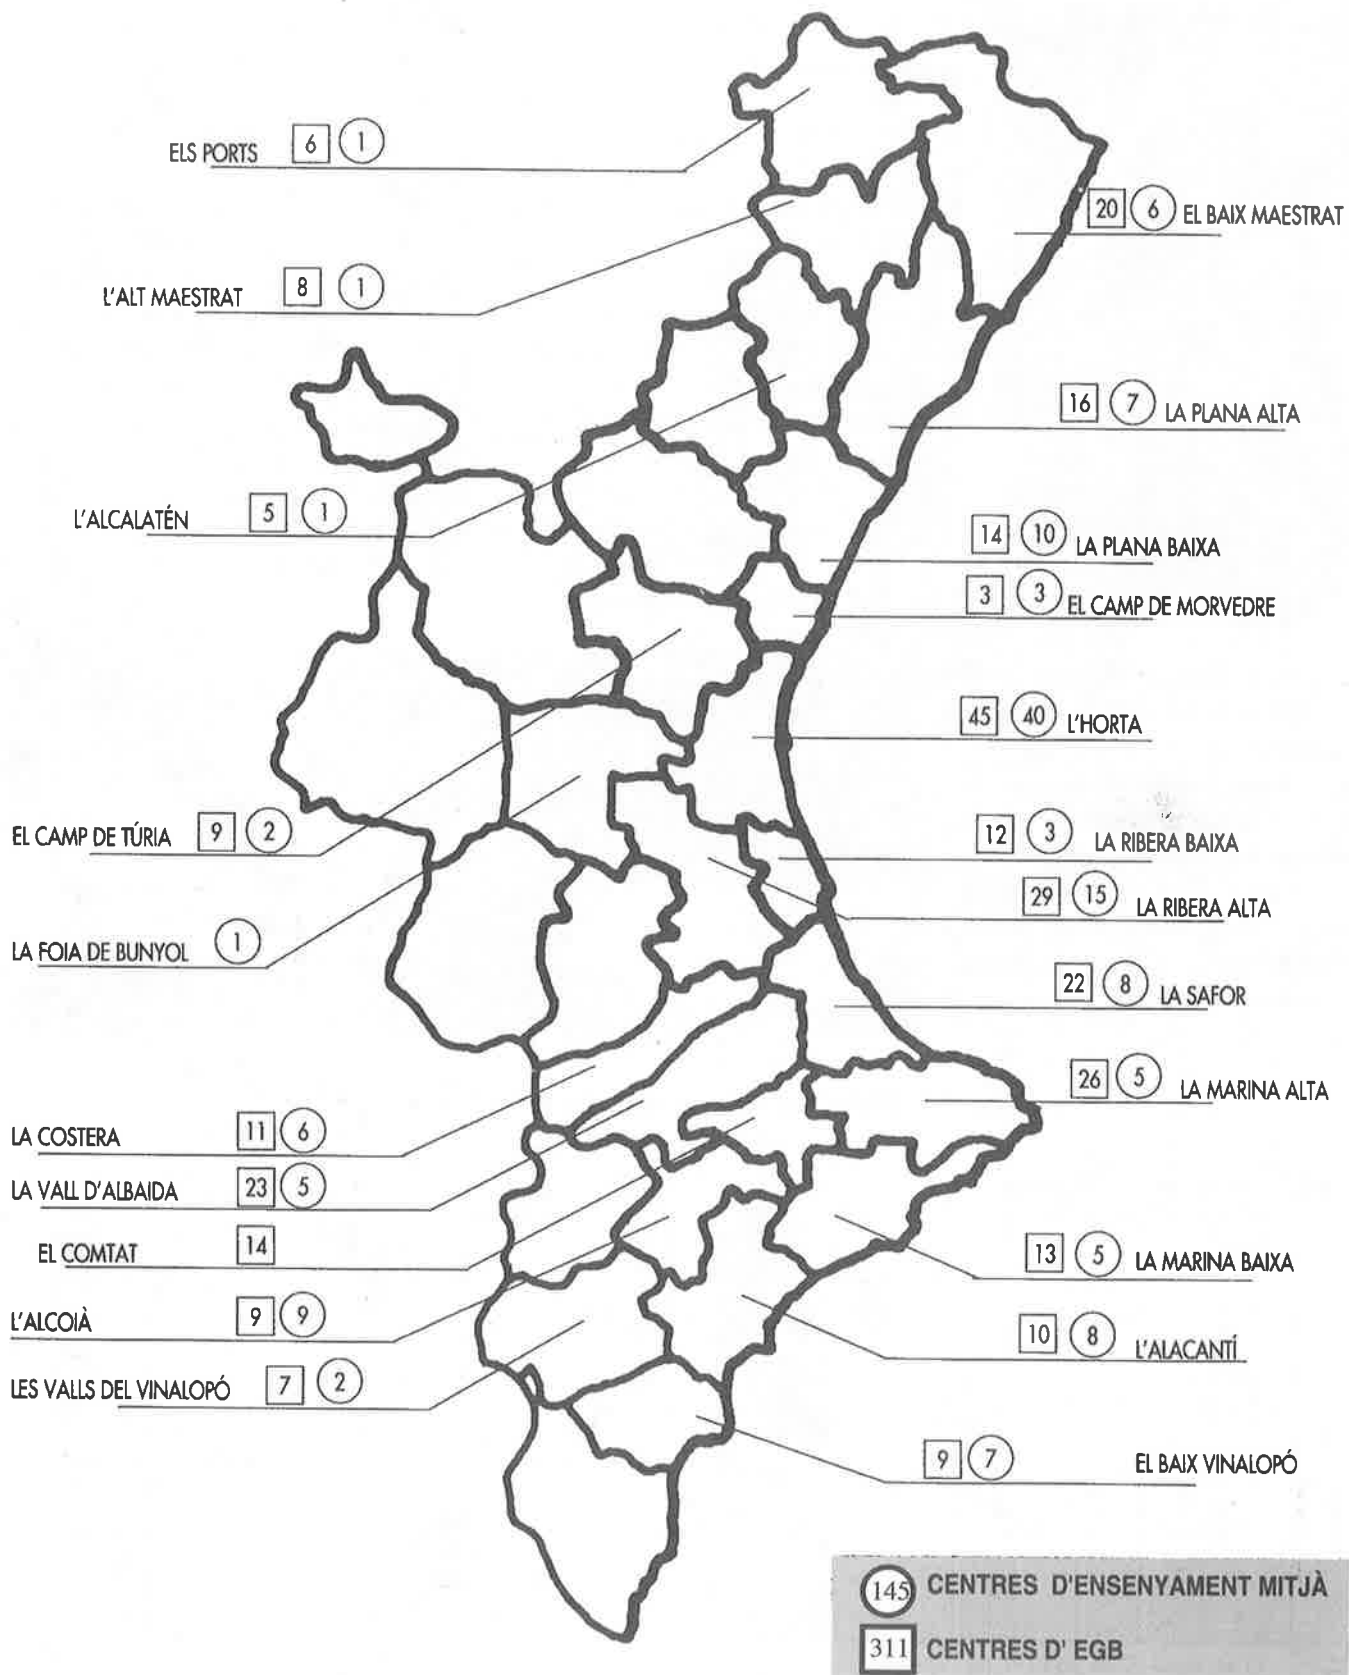 ELS PORTS 6 1
20 6 EL BAIX MAESTRAT
L'ALT MAESTRAT 8 1
16 7 LA PLANA ALTA
L'ALCALATÉN 5 1
14 10 LA PLANA BAIXA
3 3 EL CAMP DE MORVEDRE
45 40 L'HORTA
EL CAMP DE TÚRIA 9 2
12 3 LA RIBERA BAIXA
29 15 LA RIBERA ALTA
LA FOIA DE BUNYOL 1
22 8 LA SAFOR
26 5 LA MARINA ALTA
LA COSTERA 11 6
LA VALL D'ALBAIDA 23 5
EL COMTAT 14
13 5 LA MARINA BAIXA
L'ALCOIÀ 9 9
10 8 L'ALACANTÍ
LES VALLS DEL VINALOPÓ 7 2
9 7 EL BAIX VINALOPÓ
145 CENTRES D'ENSENYAMENT MITJÀ
311 CENTRES D' EGB